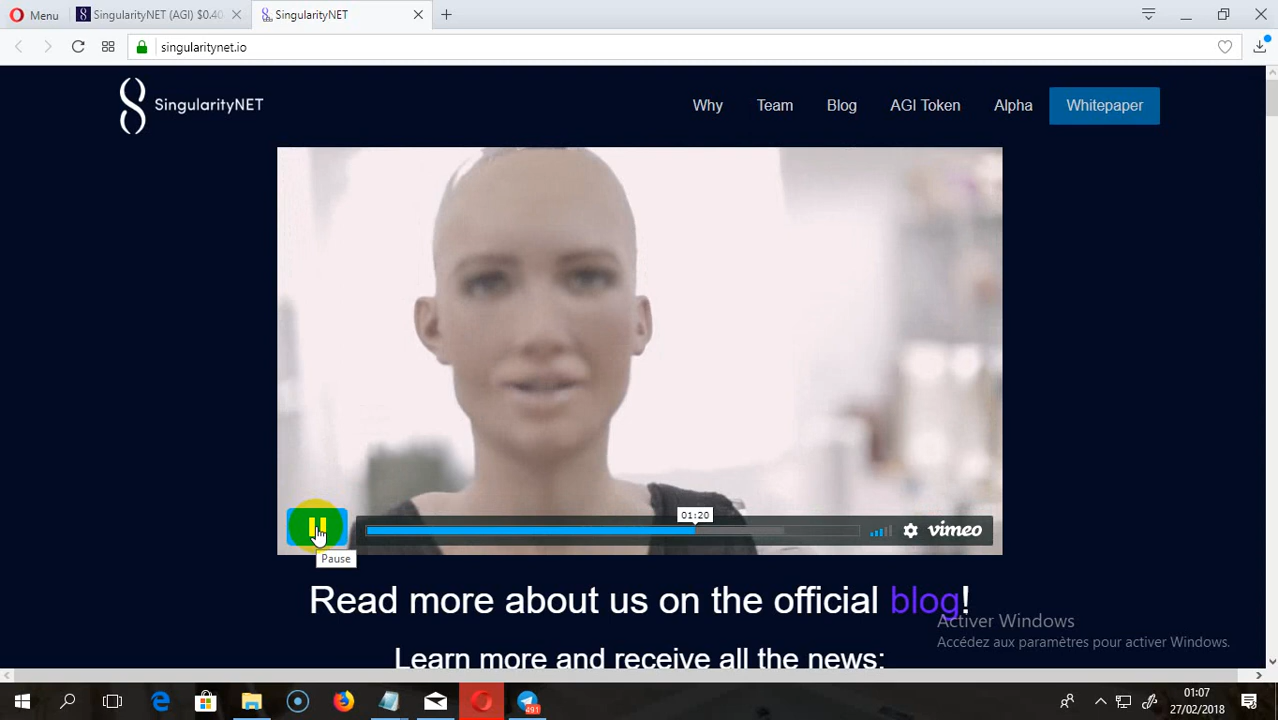 Menu
SingularityNET (AGI) $0.40
SingularityNET
singularitynet.io
SingularityNET
Why
Team
Blog
AGI Token
Alpha
Whitepaper
01:20
vimeo
Pause
Read more about us on the official blog!
Activer Windows
Accédez aux paramètres pour activer Windows.
Learn more and receive all the news:
491
01:07
27/02/2018